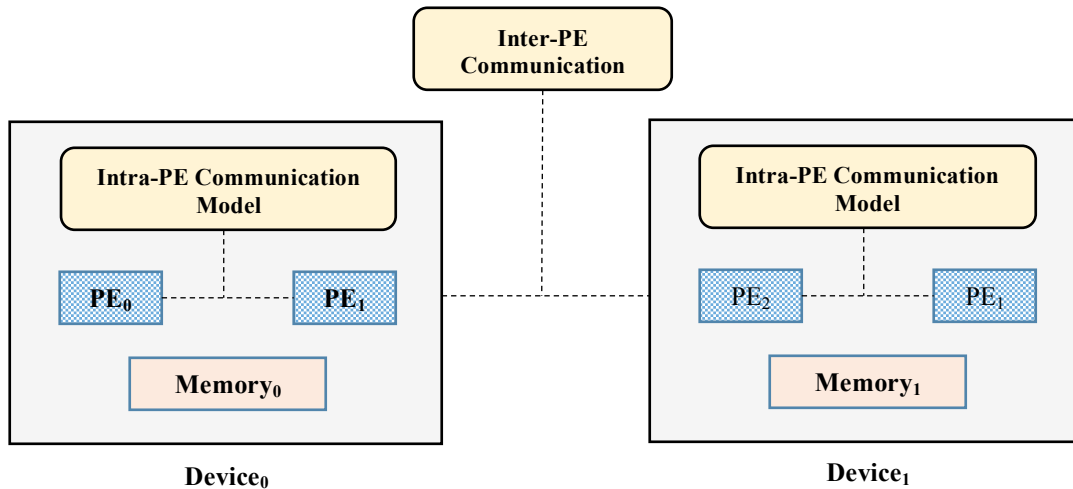 Inter-PE
Communication
Intra-PE Communication
Model
PE₀
PE₁
Memory₀
Device₀
Intra-PE Communication
Model
PE₂
PE₁
Memory₁
Device₁